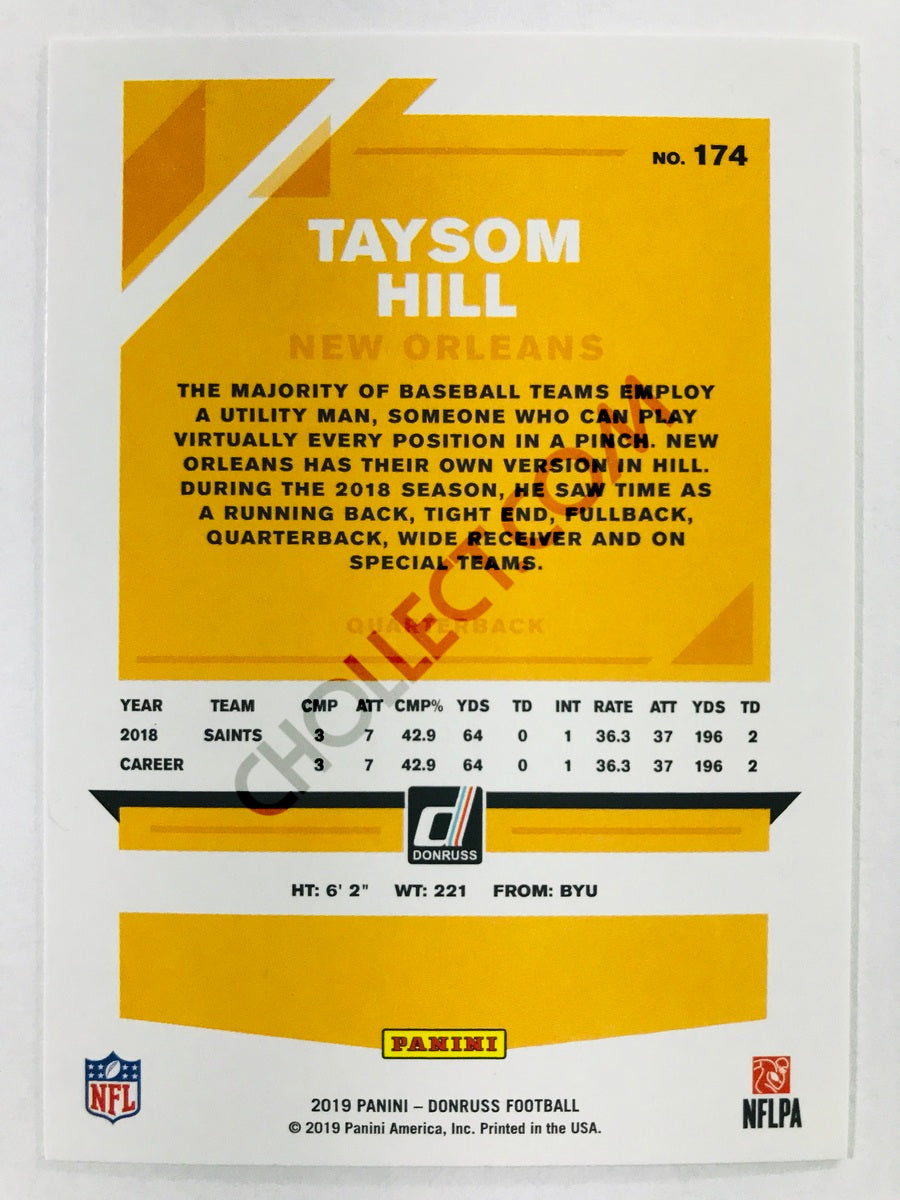 NO. 174
TAYSOM
HILL
NEW ORLEANS
THE MAJORITY OF BASEBALL TEAMS EMPLOY
A UTILITY MAN, SOMEONE WHO CAN PLAY
VIRTUALLY EVERY POSITION IN A PINCH. NEW
ORLEANS HAS THEIR OWN VERSION IN HILL.
DURING THE 2018 SEASON, HE SAW TIME AS
A RUNNING BACK, TIGHT END, FULLBACK,
QUARTERBACK, WIDE RECEIVER AND ON
SPECIAL TEAMS.
QUARTERBACK
CHOLLECT.COM
YEAR TEAM CMP ATT CMP% YDS TD INT RATE ATT YDS TD
2018 SAINTS 3 7 42.9 64 0 1 36.3 37 196 2
CAREER 3 7 42.9 64 0 1 36.3 37 196 2
d
DONRUSS
HT: 6' 2" WT: 221 FROM: BYU
PANINI
NFL
2019 PANINI – DONRUSS FOOTBALL
© 2019 Panini America, Inc. Printed in the USA.
NFLPA